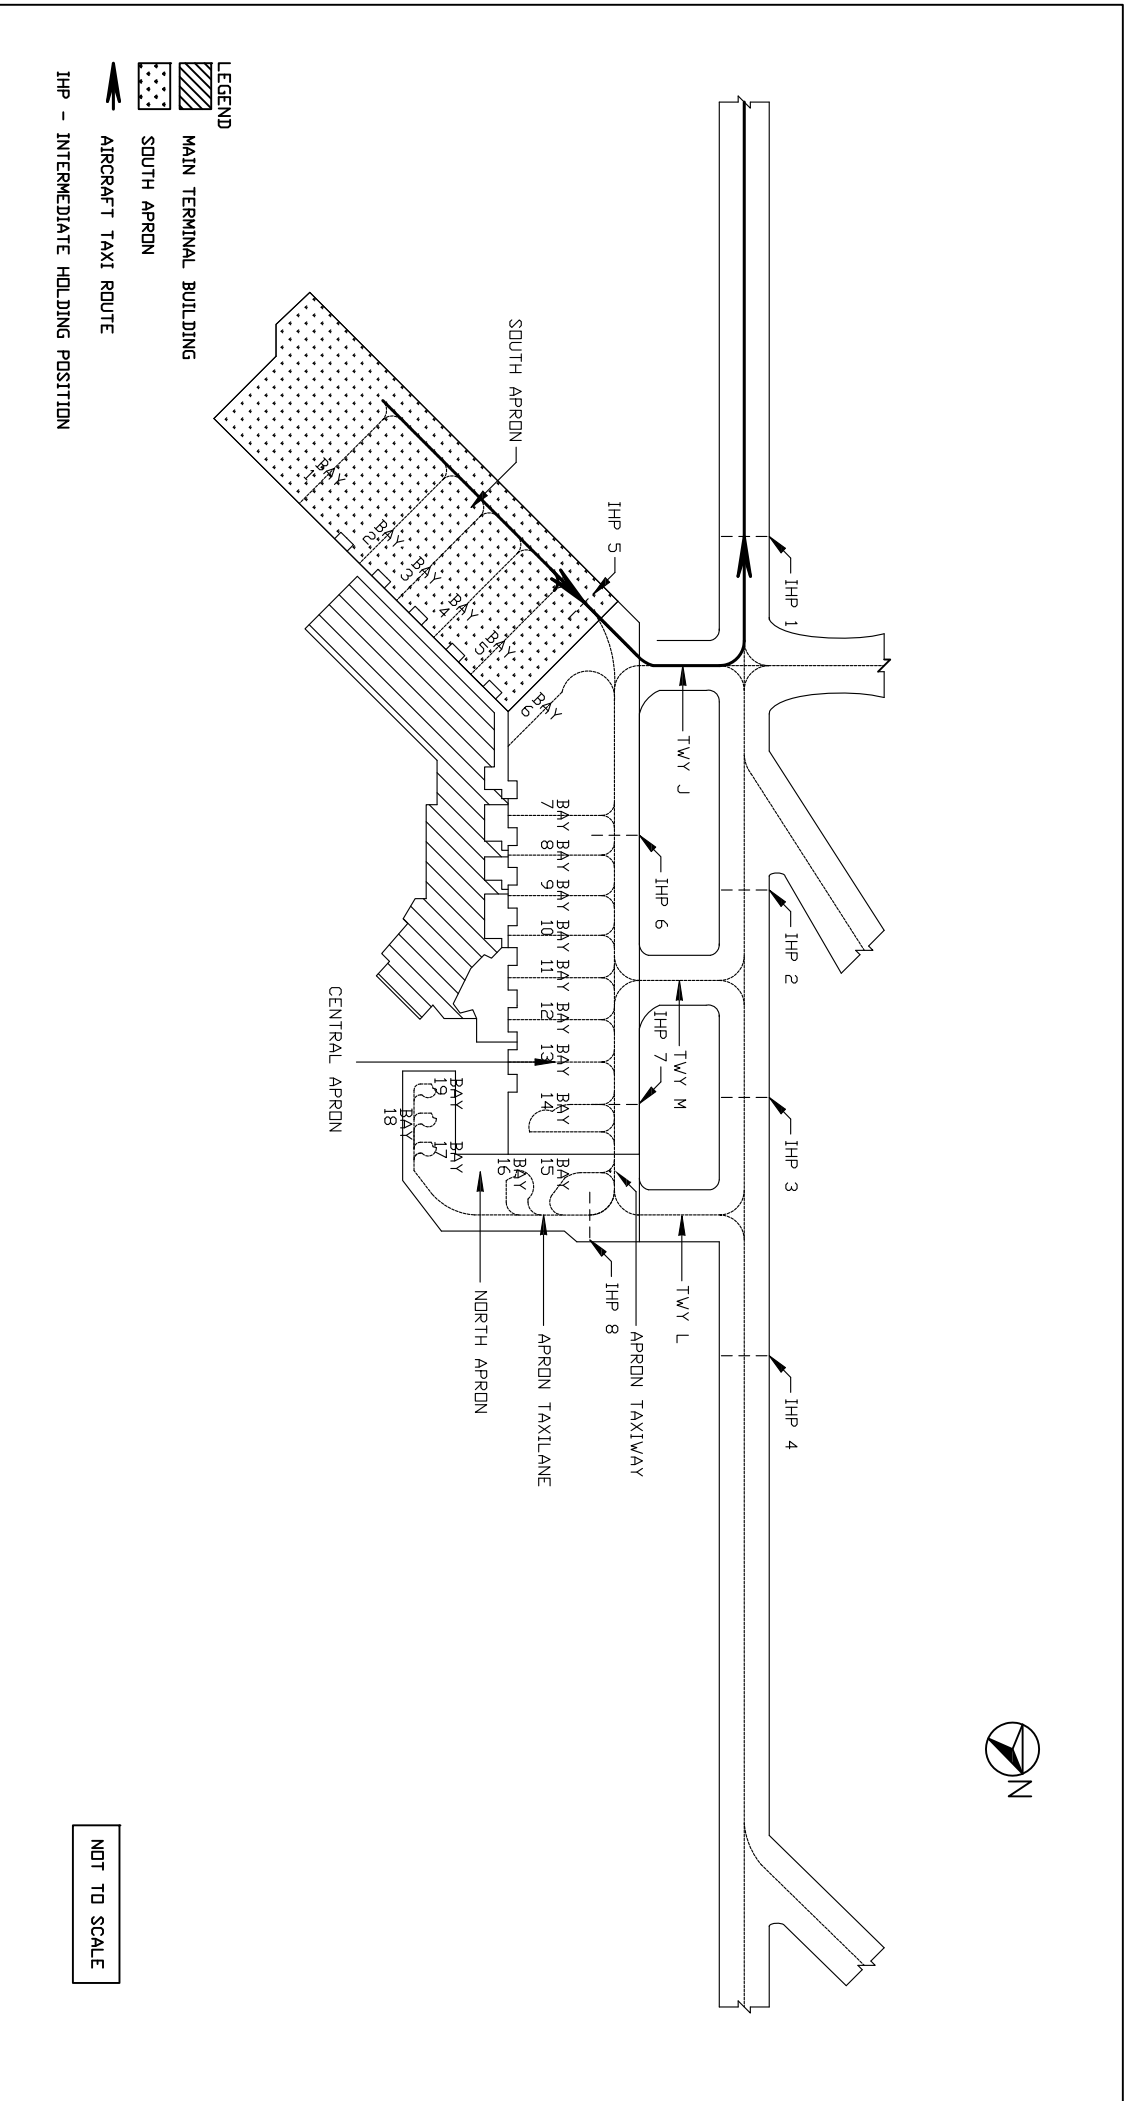 LEGEND
MAIN TERMINAL BUILDING
SOUTH APRON
AIRCRAFT TAXI ROUTE
IHP - INTERMEDIATE HOLDING POSITION
SOUTH APRON
IHP 5
IHP 1
BAY
1
BAY
2
BAY
3
BAY
4
BAY
5
BAY
6
TWY J
BAY
7
BAY
8
BAY
9
BAY
10
BAY
11
BAY
12
BAY
13
BAY
14
BAY
15
BAY
16
BAY
17
BAY
18
BAY
19
IHP 6
IHP 2
IHP 7
TWY M
IHP 3
CENTRAL APRON
TWY L
IHP 8
IHP 4
APRON TAXIWAY
APRON TAXILANE
NORTH APRON
N
NOT TO SCALE